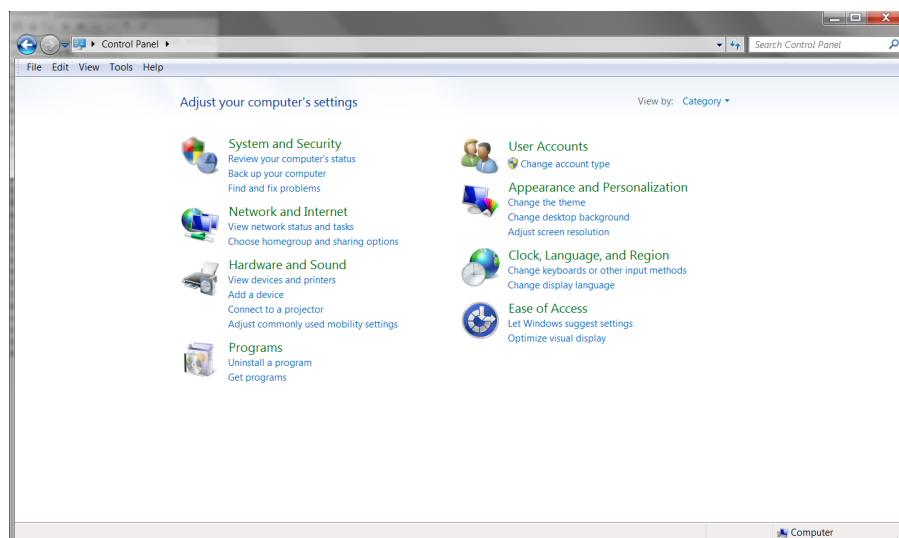 Control Panel
Search Control Panel
File Edit View Tools Help
Adjust your computer's settings
View by: Category
System and Security
Review your computer's status
Back up your computer
Find and fix problems
Network and Internet
View network status and tasks
Choose homegroup and sharing options
Hardware and Sound
View devices and printers
Add a device
Connect to a projector
Adjust commonly used mobility settings
Programs
Uninstall a program
Get programs
User Accounts
Change account type
Appearance and Personalization
Change the theme
Change desktop background
Adjust screen resolution
Clock, Language, and Region
Change keyboards or other input methods
Change display language
Ease of Access
Let Windows suggest settings
Optimize visual display
Computer